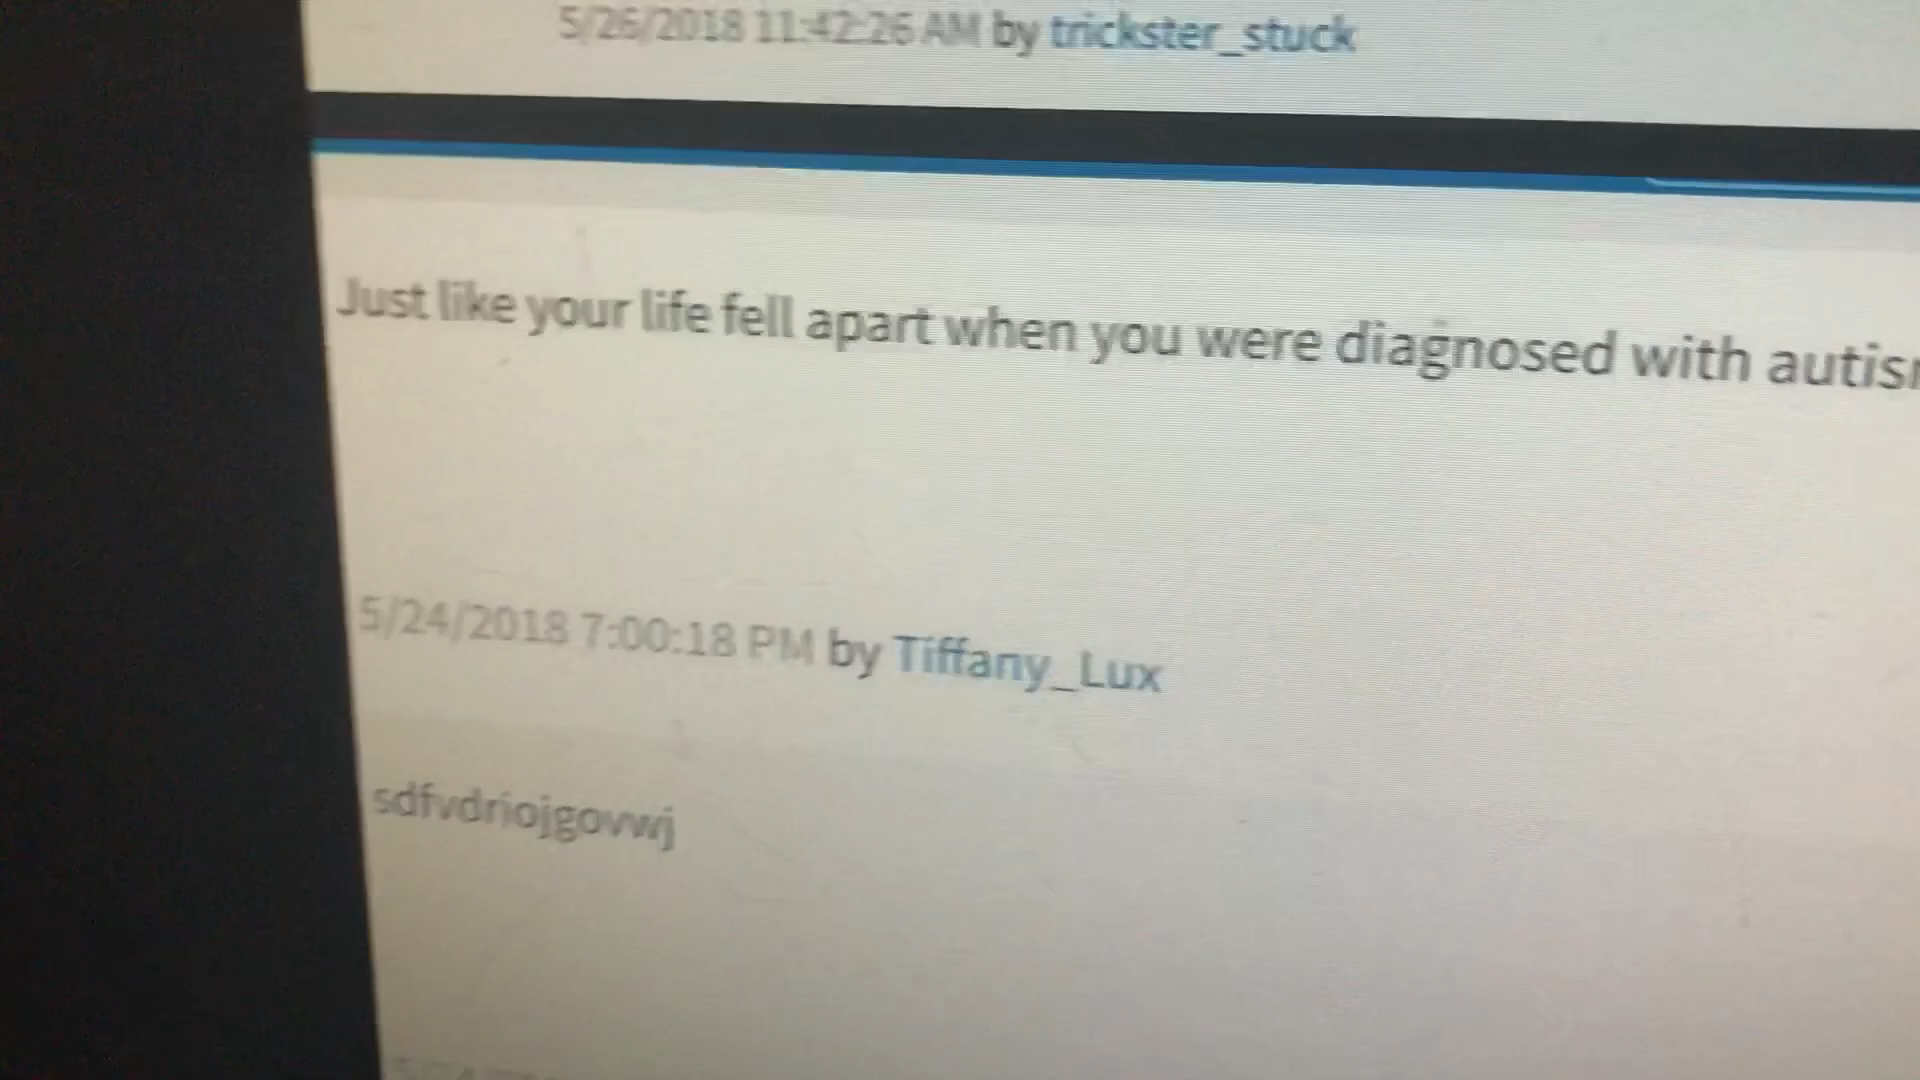 5/26/2018 11:42:26 AM by trickster_stuck
Just like your life fell apart when you were diagnosed with autis
5/24/2018 7:00:18 PM by Tiffany_Lux
sdfvdriojgovwj